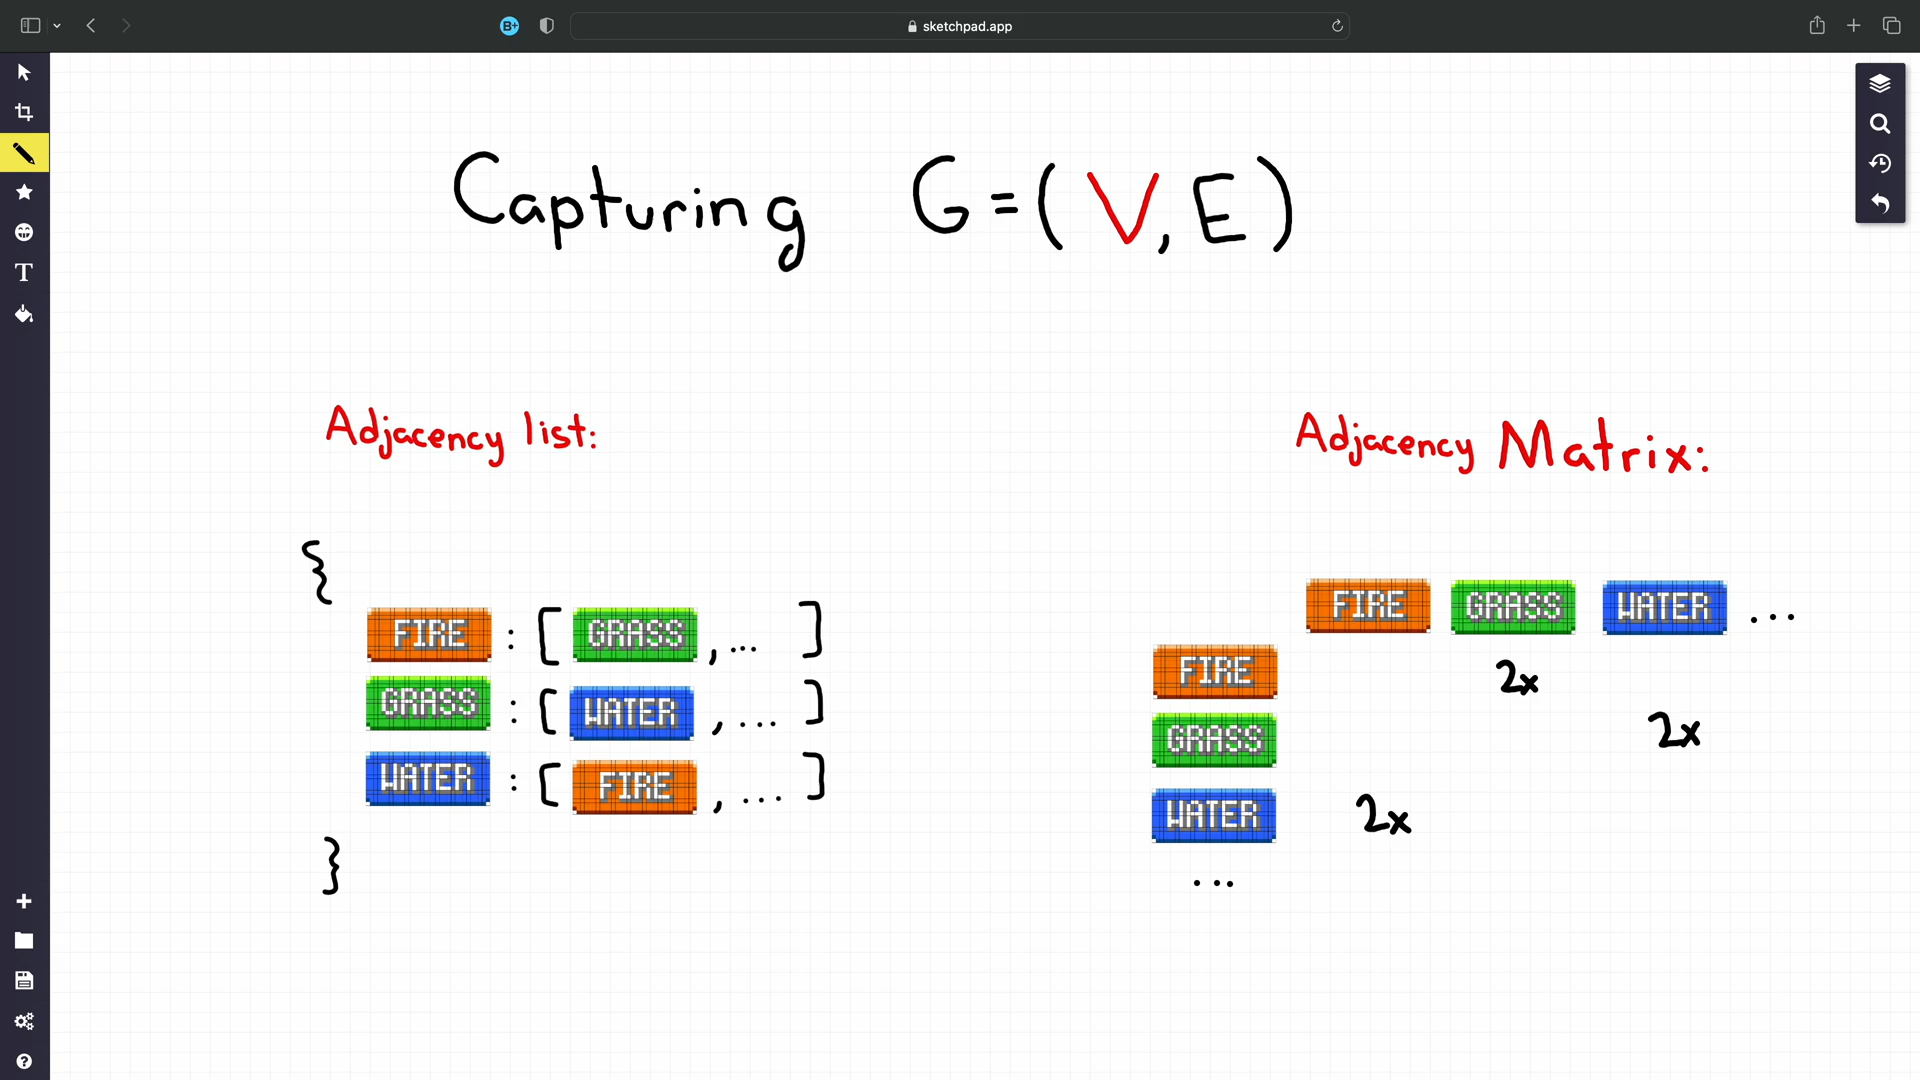 B+
sketchpad.app
T
Capturing G=(V, E)
Adjacency list:
{
FIRE : [GRASS, ...]
GRASS : [WATER, ...]
WATER : [FIRE, ...]
}
Adjacency Matrix:
FIRE GRASS WATER ...
FIRE 2x
GRASS 2x
WATER 2x
...